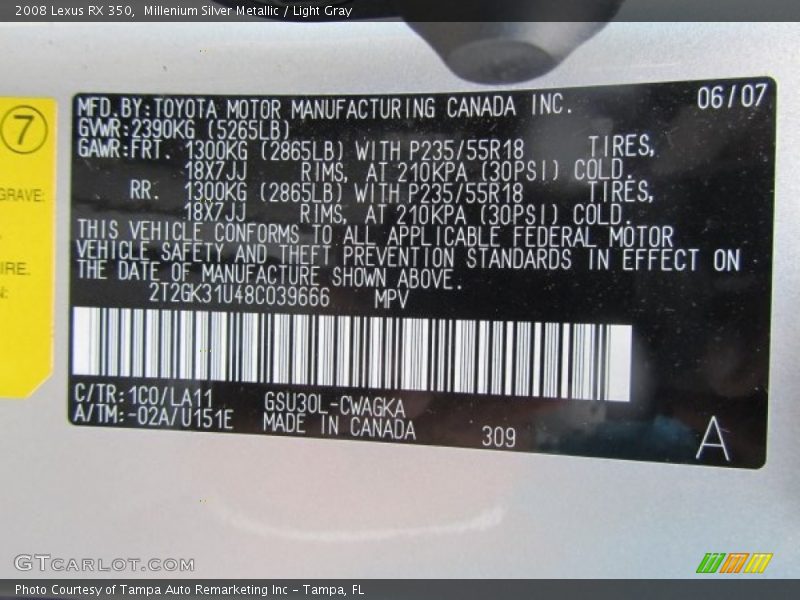 2008 Lexus RX 350,  Millenium Silver Metallic / Light Gray
MFD.BY:TOYOTA MOTOR MANUFACTURING CANADA INC. 06/07
GVWR:2390KG (5265LB)
GAWR:FRT. 1300KG (2865LB) WITH P235/55R18 TIRES,
18X7JJ RIMS, AT 210KPA (30PSI) COLD.
RR. 1300KG (2865LB) WITH P235/55R18 TIRES,
18X7JJ RIMS, AT 210KPA (30PSI) COLD.
THIS VEHICLE CONFORMS TO ALL APPLICABLE FEDERAL MOTOR
VEHICLE SAFETY AND THEFT PREVENTION STANDARDS IN EFFECT ON
THE DATE OF MANUFACTURE SHOWN ABOVE.
2T2GK31U48C039666 MPV
C/TR:1C0/LA11 GSU30L-CWAGKA
A/TM:-02A/U151E MADE IN CANADA 309 A
7
GRAVE:
IRE.
N:
GTCARLOT.COM
Photo Courtesy of Tampa Auto Remarketing Inc – Tampa, FL